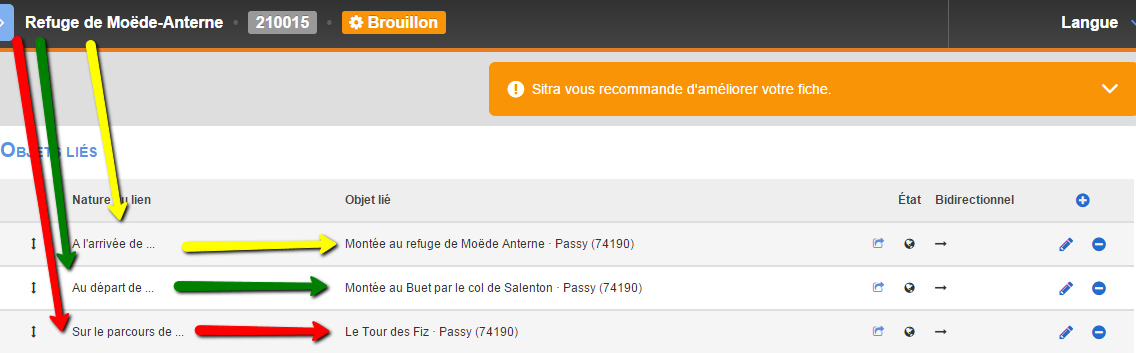 Refuge de Moëde-Anterne • 210015 • Brouillon Langue
Sitra vous recommande d'améliorer votre fiche.
Objets liés
Nature du lien Objet lié État Bidirectionnel
A l'arrivée de ... Montée au refuge de Moëde Anterne · Passy (74190)
Au départ de ... Montée au Buet par le col de Salenton · Passy (74190)
Sur le parcours de ... Le Tour des Fiz · Passy (74190)